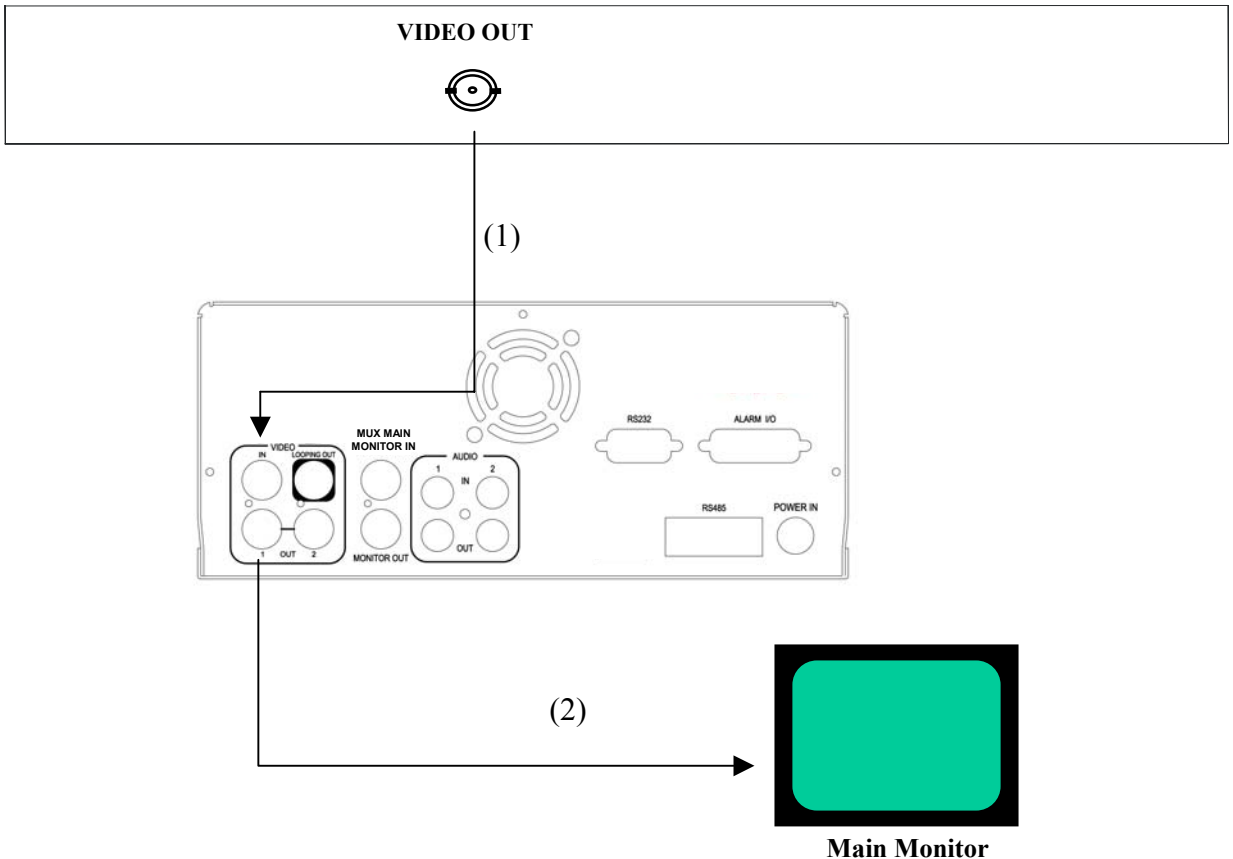 VIDEO OUT
(1)
RS232
ALARM I/O
MUX MAIN
MONITOR IN
VIDEO
IN
LOOPING OUT
AUDIO
1
2
IN
RS485
POWER IN
OUT
1
OUT
2
MONITOR OUT
(2)
Main Monitor